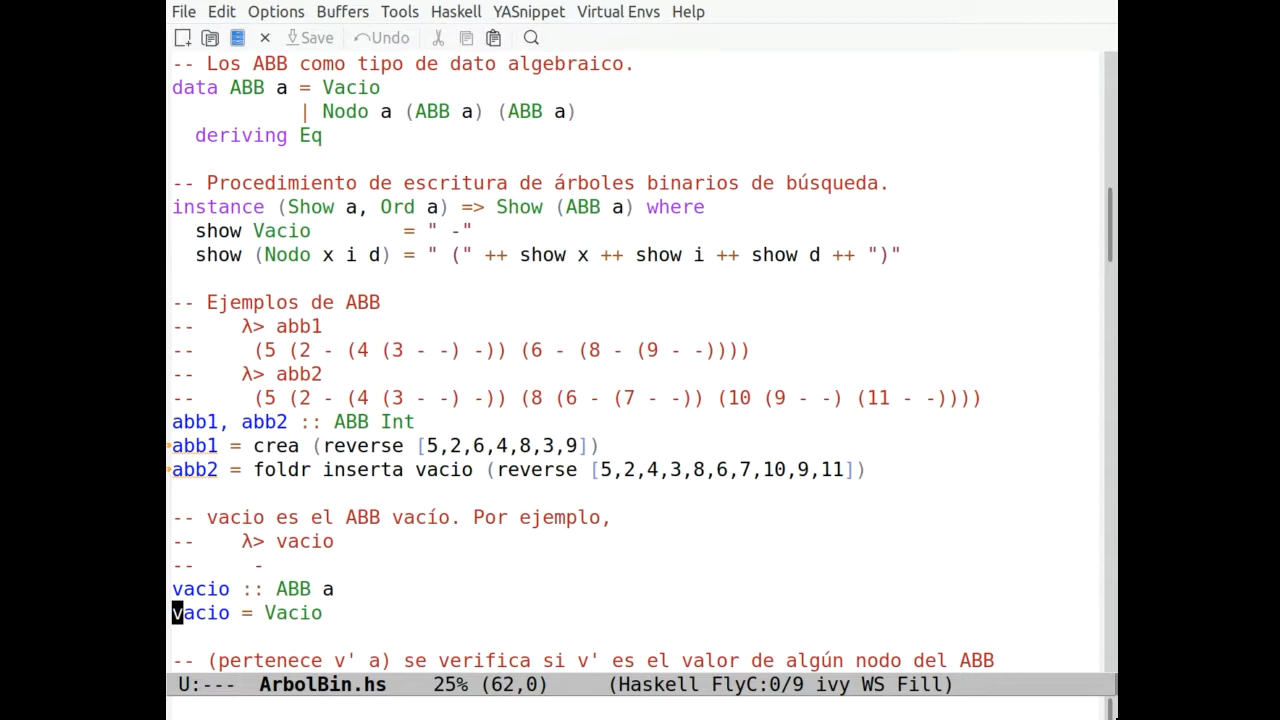 File Edit Options Buffers Tools Haskell YASnippet Virtual Envs Help
Save Undo
-- Los ABB como tipo de dato algebraico.
data ABB a = Vacio
           | Nodo a (ABB a) (ABB a)
  deriving Eq
-- Procedimiento de escritura de árboles binarios de búsqueda.
instance (Show a, Ord a) => Show (ABB a) where
  show Vacio        = " -"
  show (Nodo x i d) = " (" ++ show x ++ show i ++ show d ++ ")"
-- Ejemplos de ABB
--    λ> abb1
--     (5 (2 - (4 (3 - -) -)) (6 - (8 - (9 - -))))
--    λ> abb2
--     (5 (2 - (4 (3 - -) -)) (8 (6 - (7 - -)) (10 (9 - -) (11 - -))))
abb1, abb2 :: ABB Int
abb1 = crea (reverse [5,2,6,4,8,3,9])
abb2 = foldr inserta vacio (reverse [5,2,4,3,8,6,7,10,9,11])
-- vacio es el ABB vacío. Por ejemplo,
--    λ> vacio
--     -
vacio :: ABB a
vacio = Vacio
-- (pertenece v' a) se verifica si v' es el valor de algún nodo del ABB
U:--- ArbolBin.hs 25% (62,0) (Haskell FlyC:0/9 ivy WS Fill)